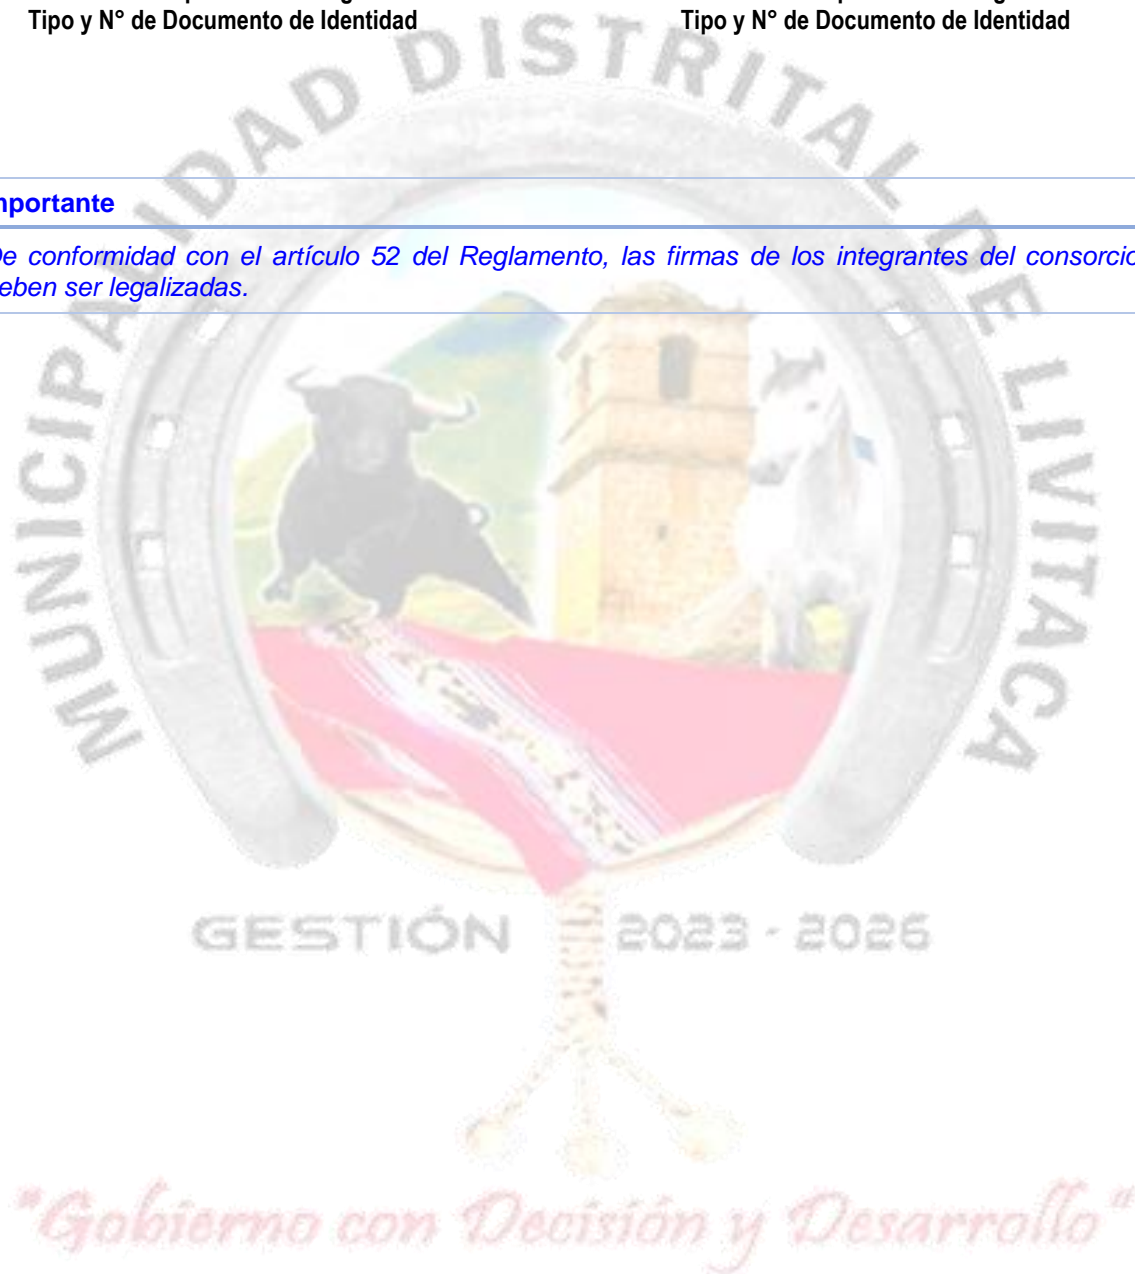 Tipo y N° de Documento de Identidad
Tipo y N° de Documento de Identidad
MUNICIPALIDAD DISTRITAL DE LIVITACA
mportante
De conformidad con el artículo 52 del Reglamento, las firmas de los integrantes del consorcio
eben ser legalizadas.
GESTIÓN 2023 - 2026
"Gobierno con Decisión y Desarrollo"